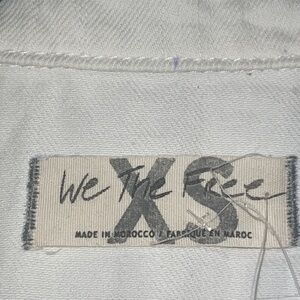 We The Free
XS
MADE IN MOROCCO / FABRIQUÉ EN MAROC